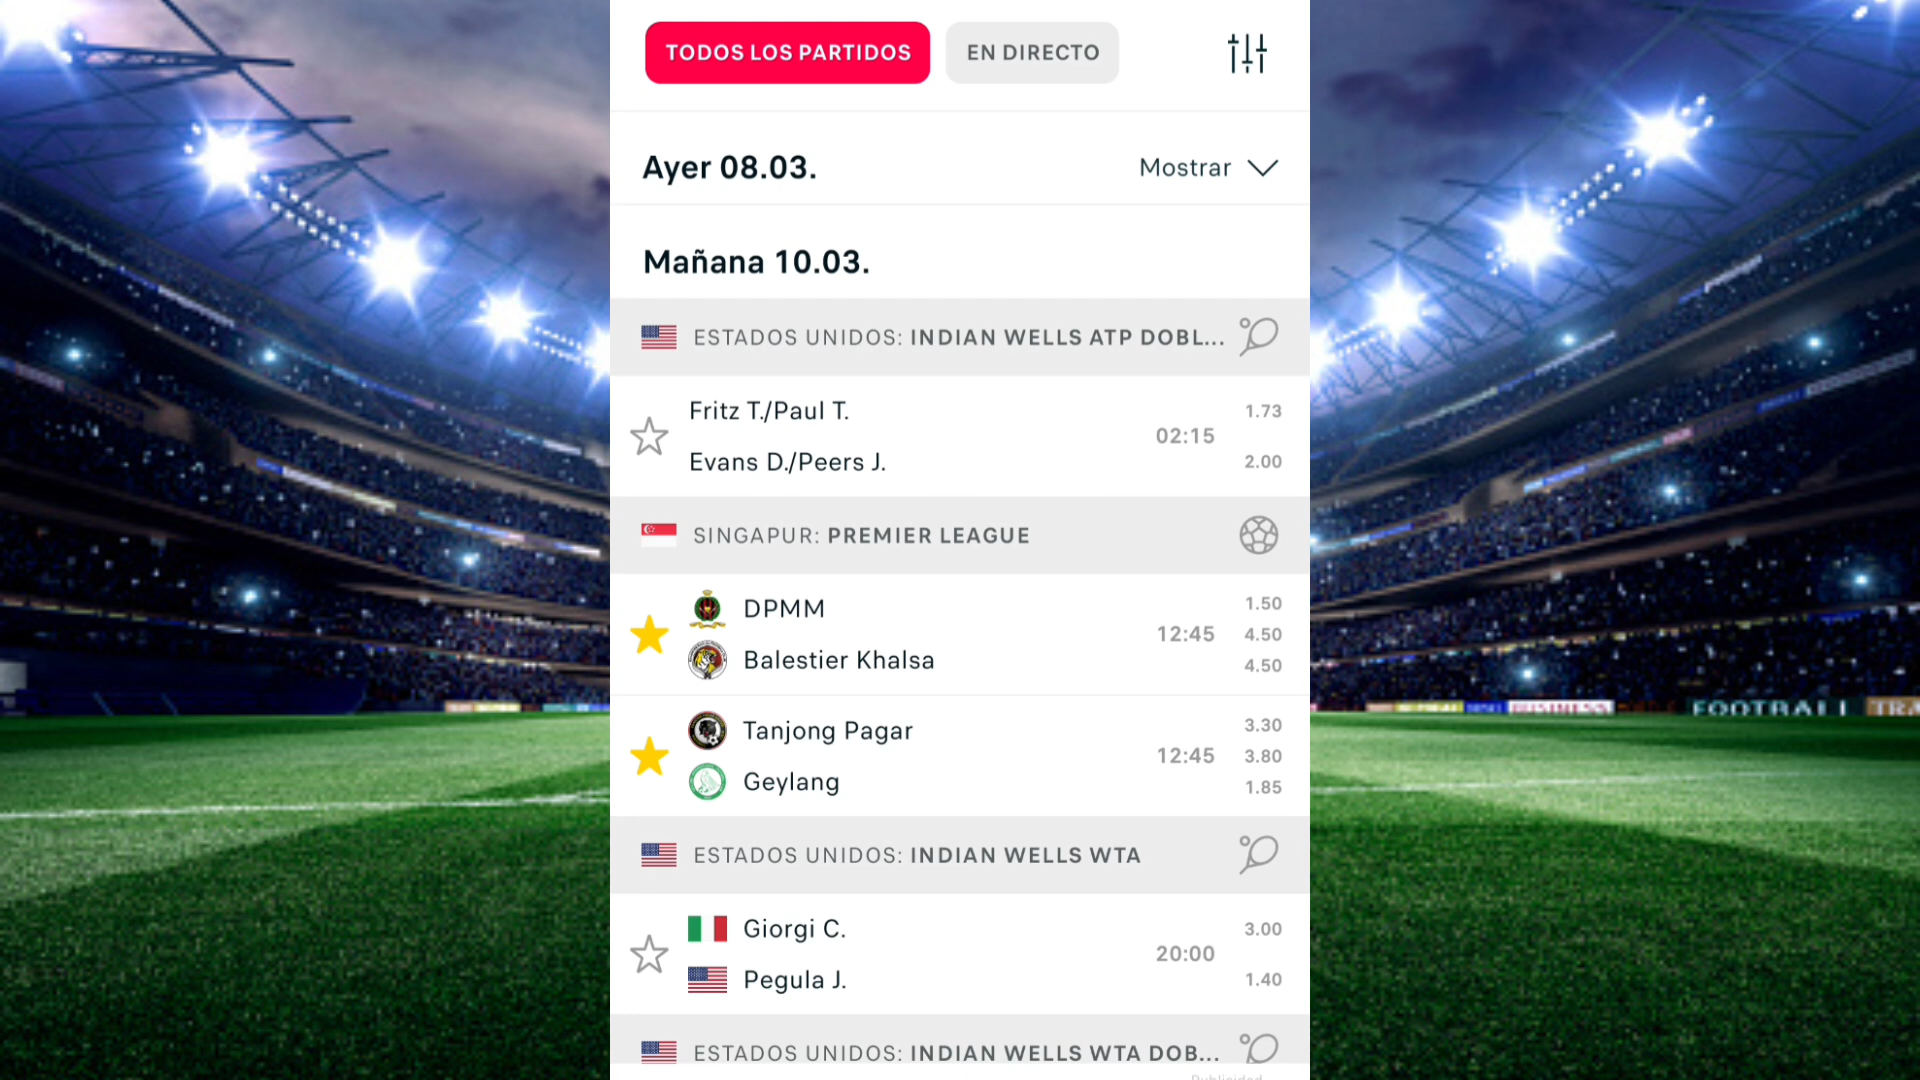 TODOS LOS PARTIDOS
EN DIRECTO
Ayer 08.03.
Mostrar
Mañana 10.03.
ESTADOS UNIDOS: INDIAN WELLS ATP DOBL...
Fritz T./Paul T.
1.73
02:15
Evans D./Peers J.
2.00
SINGAPUR: PREMIER LEAGUE
DPMM
1.50
12:45
4.50
Balestier Khalsa
4.50
Tanjong Pagar
3.30
12:45
3.80
Geylang
1.85
ESTADOS UNIDOS: INDIAN WELLS WTA
Giorgi C.
3.00
20:00
Pegula J.
1.40
ESTADOS UNIDOS: INDIAN WELLS WTA DOB...
Publicidad
BUSINESS
FOOTBALL
TRA